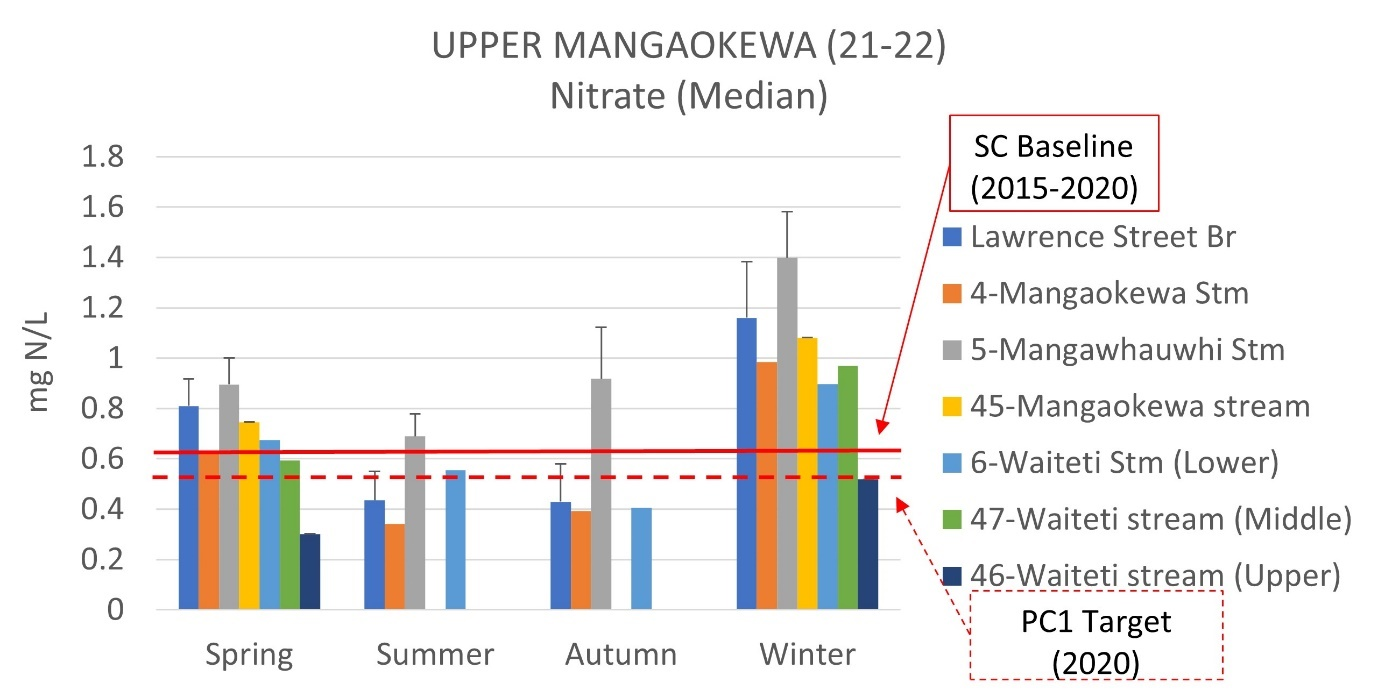 UPPER MANGAOKEWA (21-22)
Nitrate (Median)
SC Baseline
(2015-2020)
1.8
1.6
1.4
1.2
1
0.8
0.6
0.4
0.2
0
mg N/L
Spring
Summer
Autumn
Winter
Lawrence Street Br
4-Mangaokewa Stm
5-Mangawhauwhi Stm
45-Mangaokewa stream
6-Waiteti Stm (Lower)
47-Waiteti stream (Middle)
46-Waiteti stream (Upper)
PC1 Target
(2020)